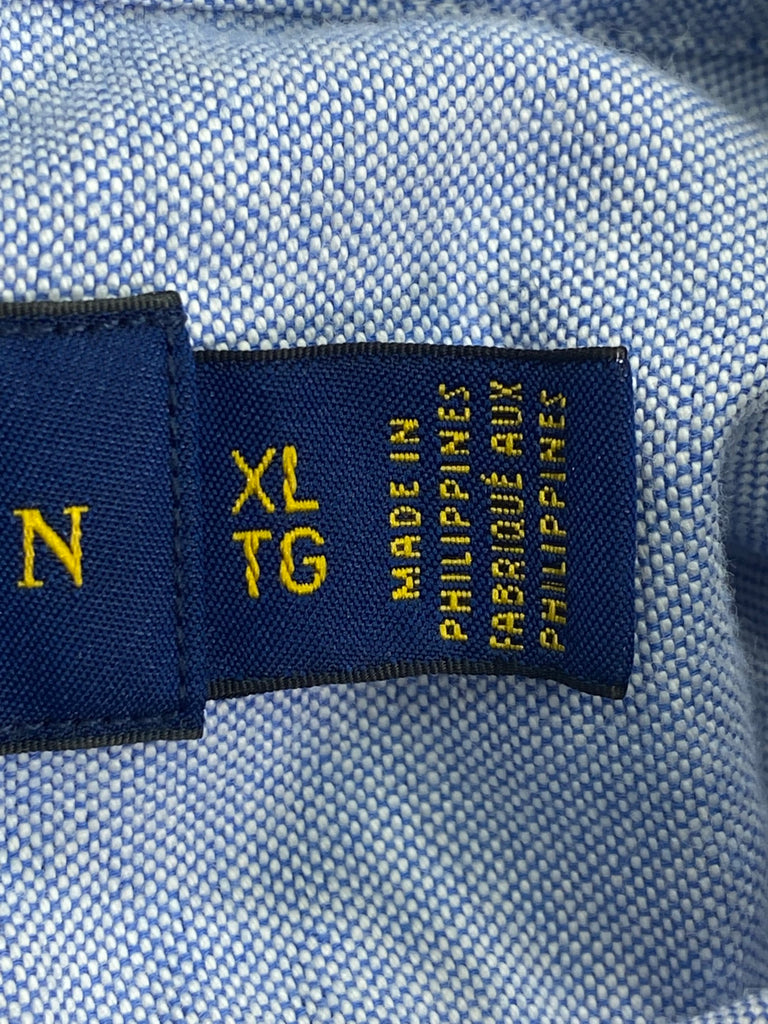 N
XL
TG
MADE IN
PHILIPPINES
FABRIQUÉ AUX
PHILIPPINES